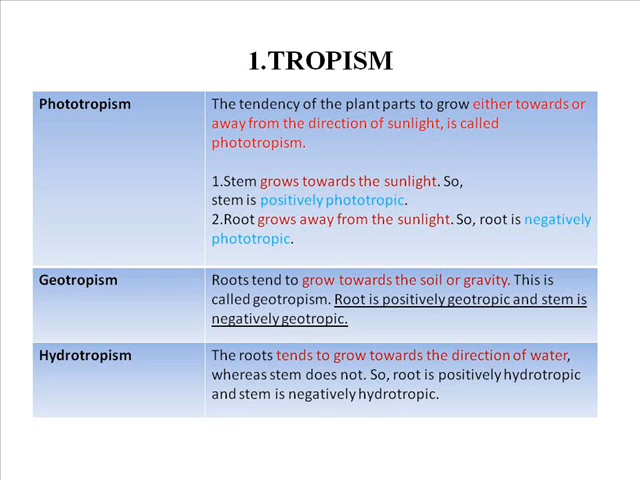 1.TROPISM
Phototropism
The tendency of the plant parts to grow either towards or
away from the direction of sunlight, is called
phototropism.
1.Stem grows towards the sunlight. So,
stem is positively phototropic.
2.Root grows away from the sunlight. So, root is negatively
phototropic.
Geotropism
Roots tend to grow towards the soil or gravity. This is
called geotropism. Root is positively geotropic and stem is
negatively geotropic.
Hydrotropism
The roots tends to grow towards the direction of water,
whereas stem does not. So, root is positively hydrotropic
and stem is negatively hydrotropic.